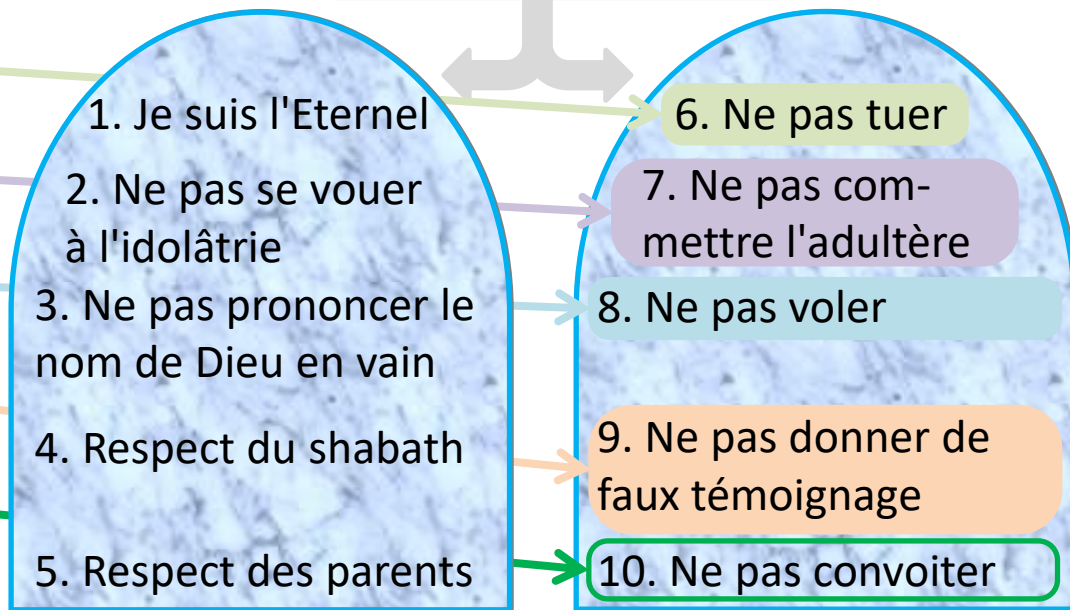 1. Je suis l'Eternel
2. Ne pas se vouer
à l'idolâtrie
3. Ne pas prononcer le
nom de Dieu en vain
4. Respect du shabath
5. Respect des parents
6. Ne pas tuer
7. Ne pas com-
mettre l'adultère
8. Ne pas voler
9. Ne pas donner de
faux témoignage
10. Ne pas convoiter